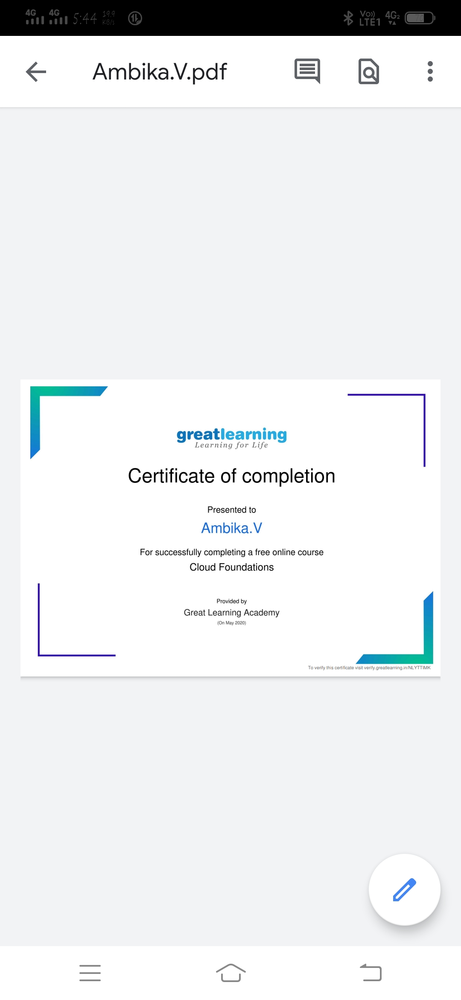 4G 4G 5:44 19.9 KB/s Vo)) LTE1 4G2 70
Ambika.V.pdf
greatlearning
Learning for Life
Certificate of completion
Presented to
Ambika.V
For successfully completing a free online course
Cloud Foundations
Provided by
Great Learning Academy
(On May 2020)
To verify this certificate visit verify.greatlearning.in/NLYTTIMK